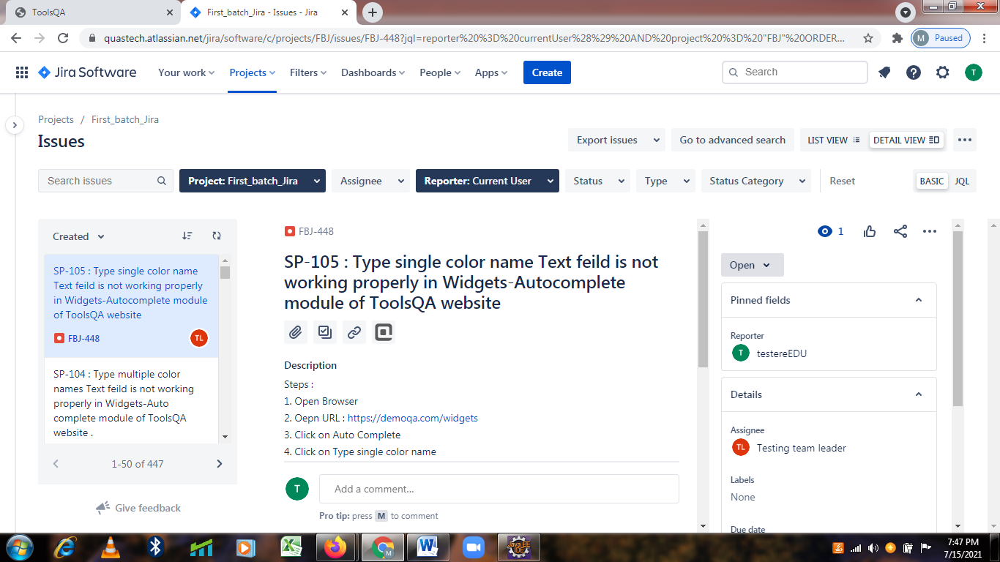 ToolsQA
First_batch_Jira - Issues - Jira
quastech.atlassian.net/jira/software/c/projects/FBJ/issues/FBJ-448?jql=reporter%20%3D%20currentUser%28%29%20AND%20project%20%3D%20"FBJ"%20ORDER...
M Paused
Jira Software
Your work
Projects
Filters
Dashboards
People
Apps
Create
Search
T
Projects / First_batch_Jira
Issues
Export issues
Go to advanced search
LIST VIEW
DETAIL VIEW
Search issues
Project: First_batch_Jira
Assignee
Reporter: Current User
Status
Type
Status Category
Reset
BASIC
JQL
Created
SP-105 : Type single color name
Text feild is not working properly
in Widgets-Autocomplete module
of ToolsQA website
FBJ-448
TL
SP-104 : Type multiple color
names Text feild is not working
properly in Widgets-Auto
complete module of ToolsQA
website .
1-50 of 447
Give feedback
FBJ-448
SP-105 : Type single color name Text feild is not
working properly in Widgets-Autocomplete
module of ToolsQA website
Description
Steps :
1. Open Browser
2. Oepn URL : https://demoqa.com/widgets
3. Click on Auto Complete
4. Click on Type single color name
T
Add a comment...
Pro tip: press M to comment
1
Open
Pinned fields
Reporter
T testereEDU
Details
Assignee
TL Testing team leader
Labels
None
Due date
M
Java EE
IDE
7:47 PM
7/15/2021